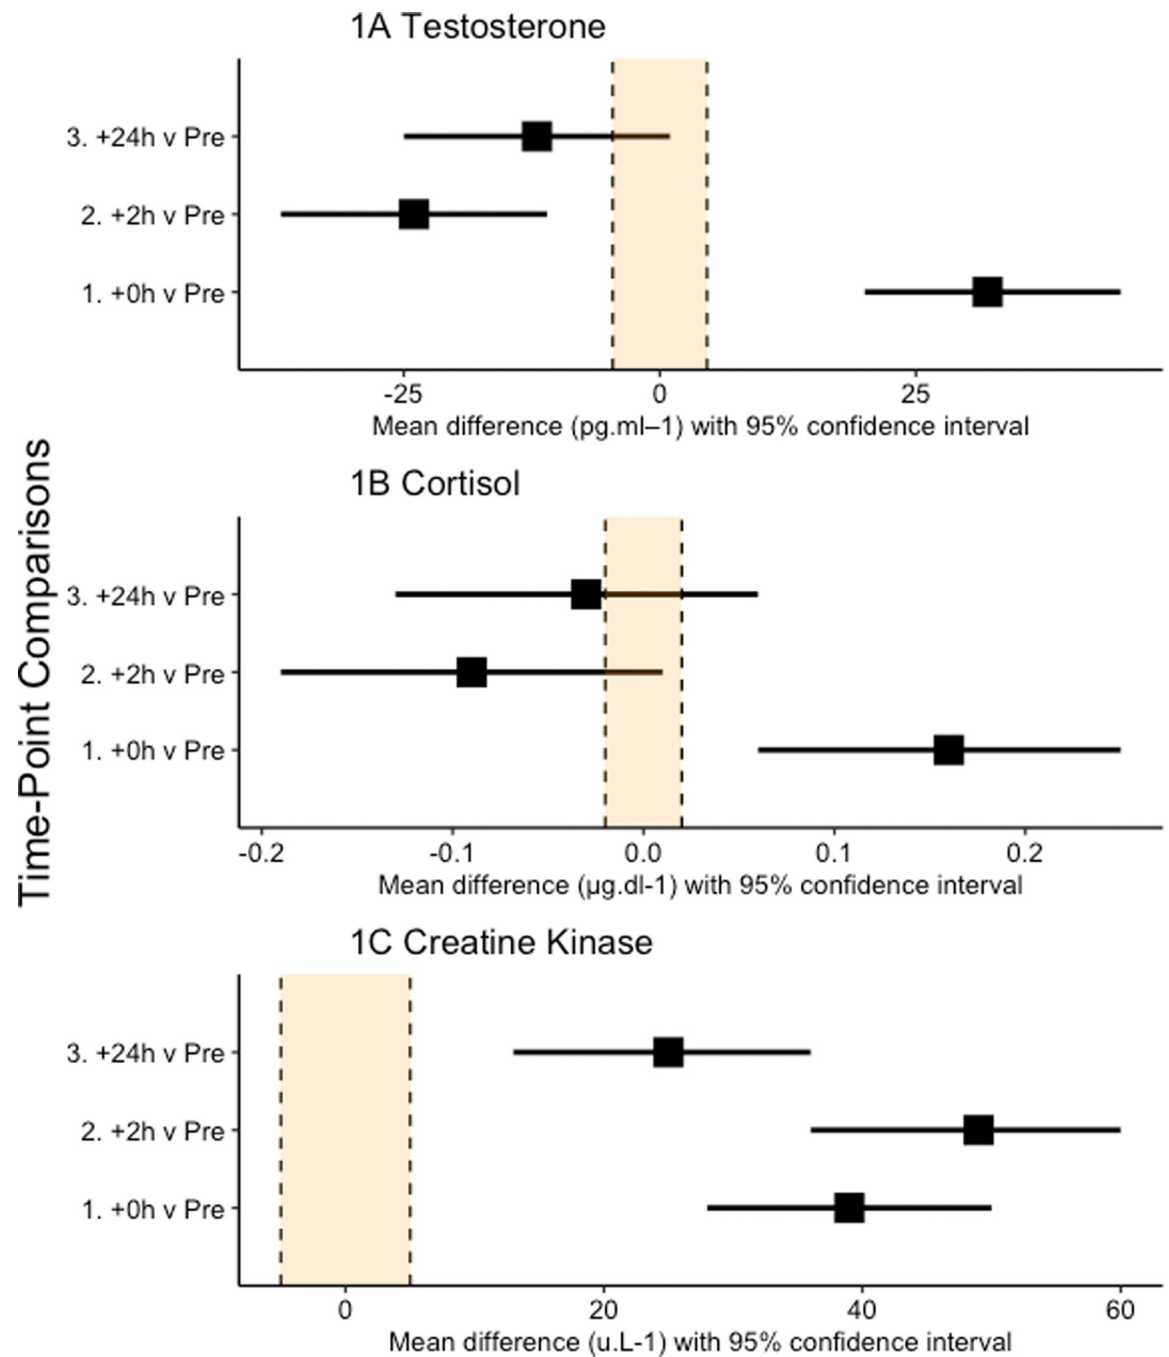 1A Testosterone
3. +24h v Pre
2. +2h v Pre
1. +0h v Pre
-25 0 25
Mean difference (pg.ml–1) with 95% confidence interval
Time-Point Comparisons
1B Cortisol
3. +24h v Pre
2. +2h v Pre
1. +0h v Pre
-0.2 -0.1 0.0 0.1 0.2
Mean difference (µg.dl-1) with 95% confidence interval
1C Creatine Kinase
3. +24h v Pre
2. +2h v Pre
1. +0h v Pre
0 20 40 60
Mean difference (u.L-1) with 95% confidence interval